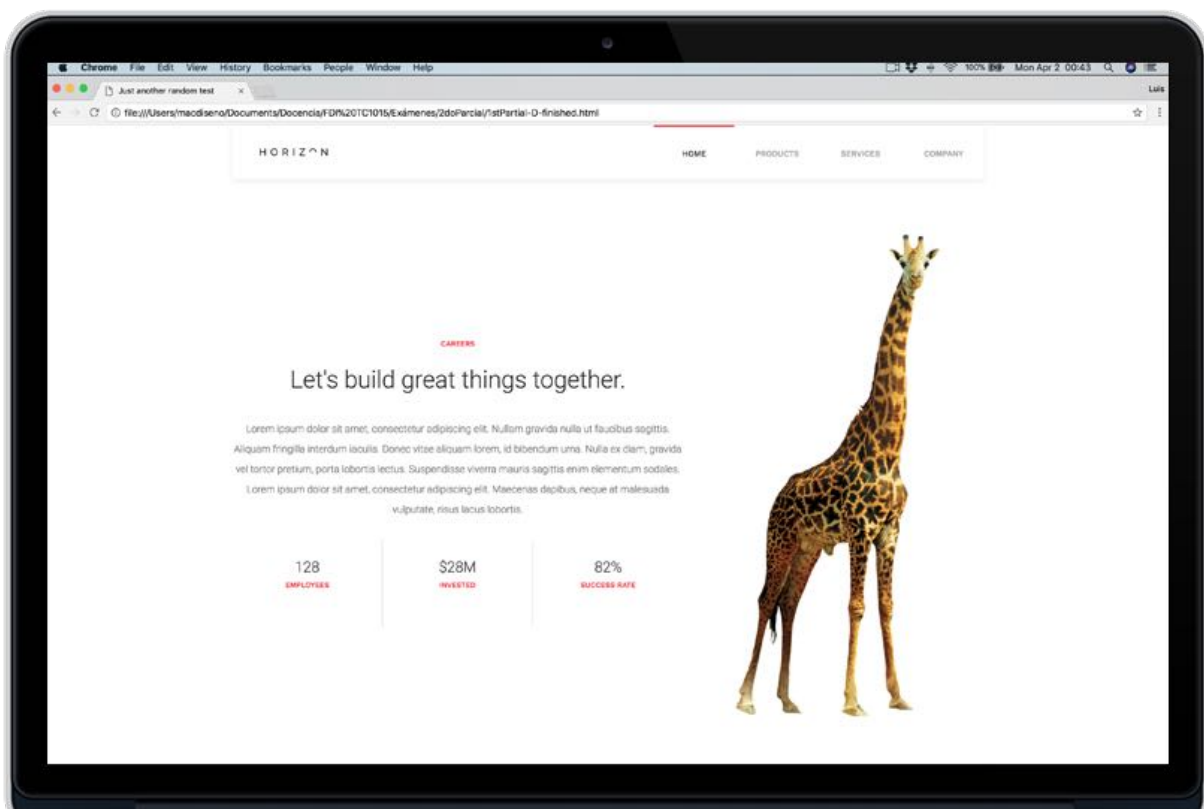 Chrome File Edit View History Bookmarks People Window Help 100% Mon Apr 2 00:43
Just another random test Luis
file:///Users/macdiseno/Documents/Docencia/FDI%20TC1015/Exámenes/2doParcial/1stPartial-D-finished.html
HORIZON HOME PRODUCTS SERVICES COMPANY
CAREERS
Let's build great things together.
Lorem ipsum dolor sit amet, consectetur adipiscing elit. Nullam gravida nulla ut faucibus sagittis.
Aliquam fringilla interdum iaculis. Donec vitae aliquam lorem, id bibendum urna. Nulla ex diam, gravida
vel tortor pretium, porta lobortis lectus. Suspendisse viverra mauris sagittis enim elementum sodales.
Lorem ipsum dolor sit amet, consectetur adipiscing elit. Maecenas dapibus, neque at malesuada
vulputate, risus lacus lobortis.
128 $28M 82%
EMPLOYEES INVESTED SUCCESS RATE